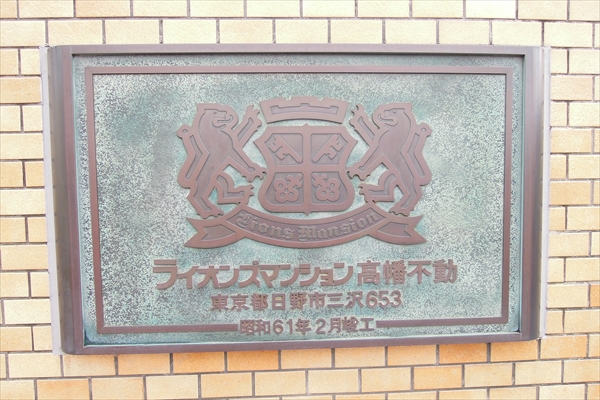 Lions Mansion
ライオンズマンション高幡不動
東京都日野市三沢653
昭和61年2月竣工